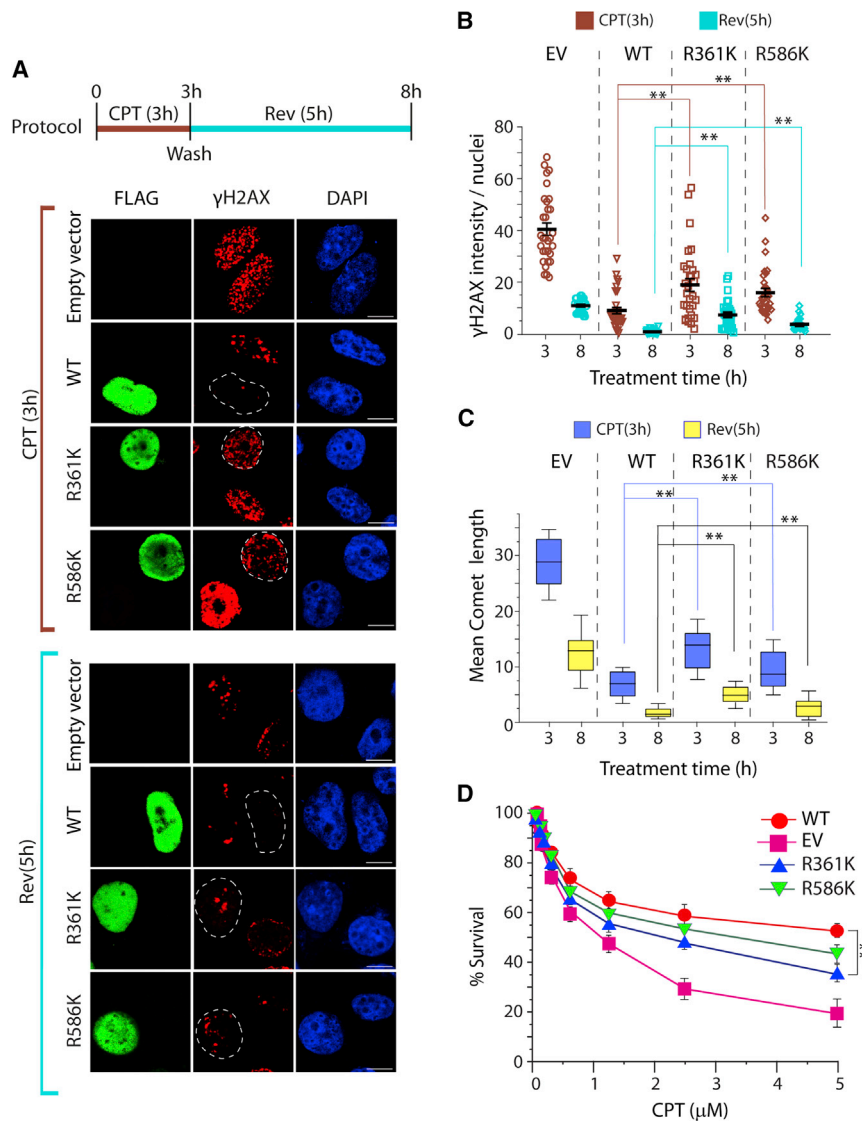 A
0 3h 8h
CPT (3h) Rev (5h)
Protocol
Wash
FLAG γH2AX DAPI
CPT (3h)
Empty vector
WT
R361K
R586K
Rev(5h)
Empty vector
WT
R361K
R586K
B
CPT(3h) Rev(5h)
EV WT R361K R586K
** **
** **
γH2AX intensity / nuclei
80
60
40
20
0
3 8 3 8 3 8 3 8
Treatment time (h)
C
CPT(3h) Rev(5h)
EV WT R361K R586K
** **
** **
Mean Comet length
30
20
10
0
3 8 3 8 3 8 3 8
Treatment time (h)
D
WT
EV
R361K
R586K
% Survival
100
80
60
40
20
0
0 1 2 3 4 5
CPT (μM)
**